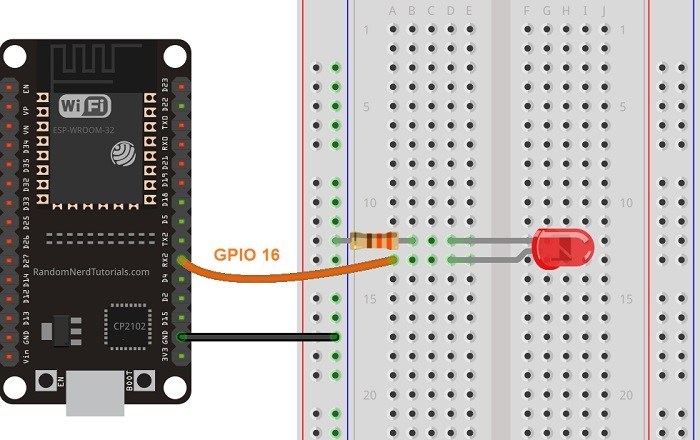 A B C D E F G H I J
1 1
5 5
10 10
15 15
20 20
EN
VP
VN
D34
D35
D32
D33
D25
D26
D27
D14
D12
D13
GND
Vin
D23
D22
TX0
RX0
D21
D19
D18
D5
TX2
RX2
D4
D2
D15
GND
3V3
WiFi
ESP-WROOM-32
RandomNerdTutorials.com
CP2102
EN
BOOT
GPIO 16